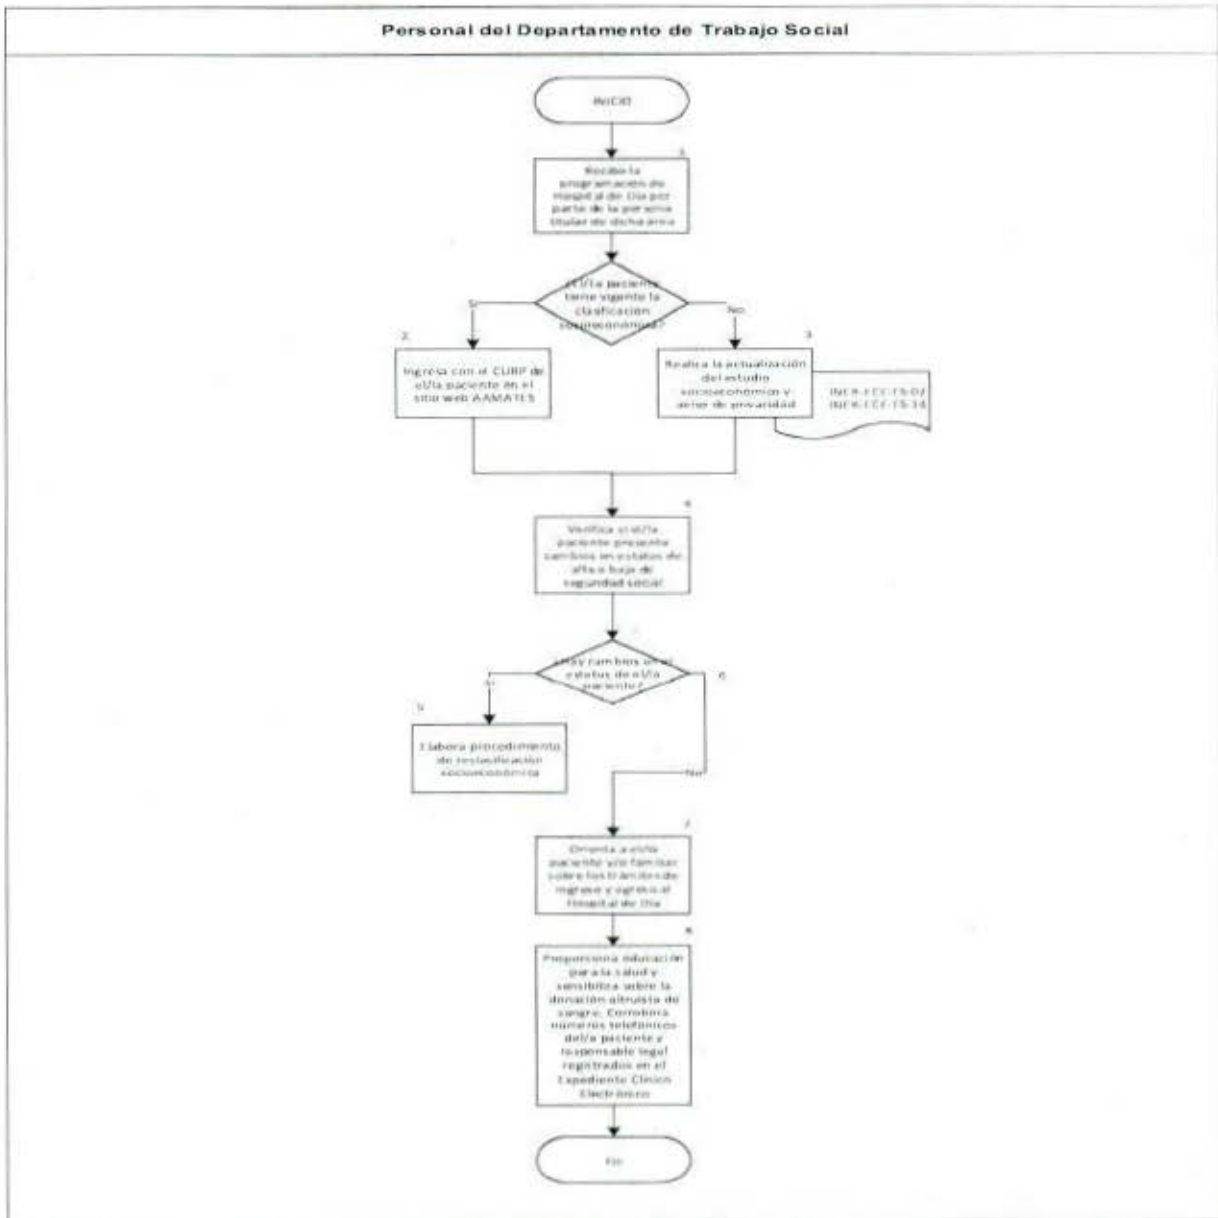 Personal del Departamento de Trabajo Social
INICIO
1
Recibe la
programación de
Hospital de Día por
parte de la persona
titular de dicha área
¿El/La paciente
tiene vigente la
clasificación
socioeconómica?
Si
No
2
Ingresa con el CURP de
el/la paciente en el
sitio web AAMATES
3
Realiza la actualización
del estudio
socioeconómico y
aviso de privacidad
4
Verifica si el/la
paciente presente
cambios en estatus de
alta o baja de
seguridad social
¿Hay cambios en el
estatus de el/la
paciente?
Si
6
5
Elabora procedimiento
de reclasificación
socioeconómica
No
7
Orienta a el/la
paciente y/o familiar
sobre los trámites de
ingreso y egreso al
Hospital de Día
8
Proporciona educación
para la salud y
sensibiliza sobre la
donación altruista de
sangre. Corrobora
números telefónicos
del/a paciente y
responsable legal
registrados en el
Expediente Clínico
Electrónico
Fin